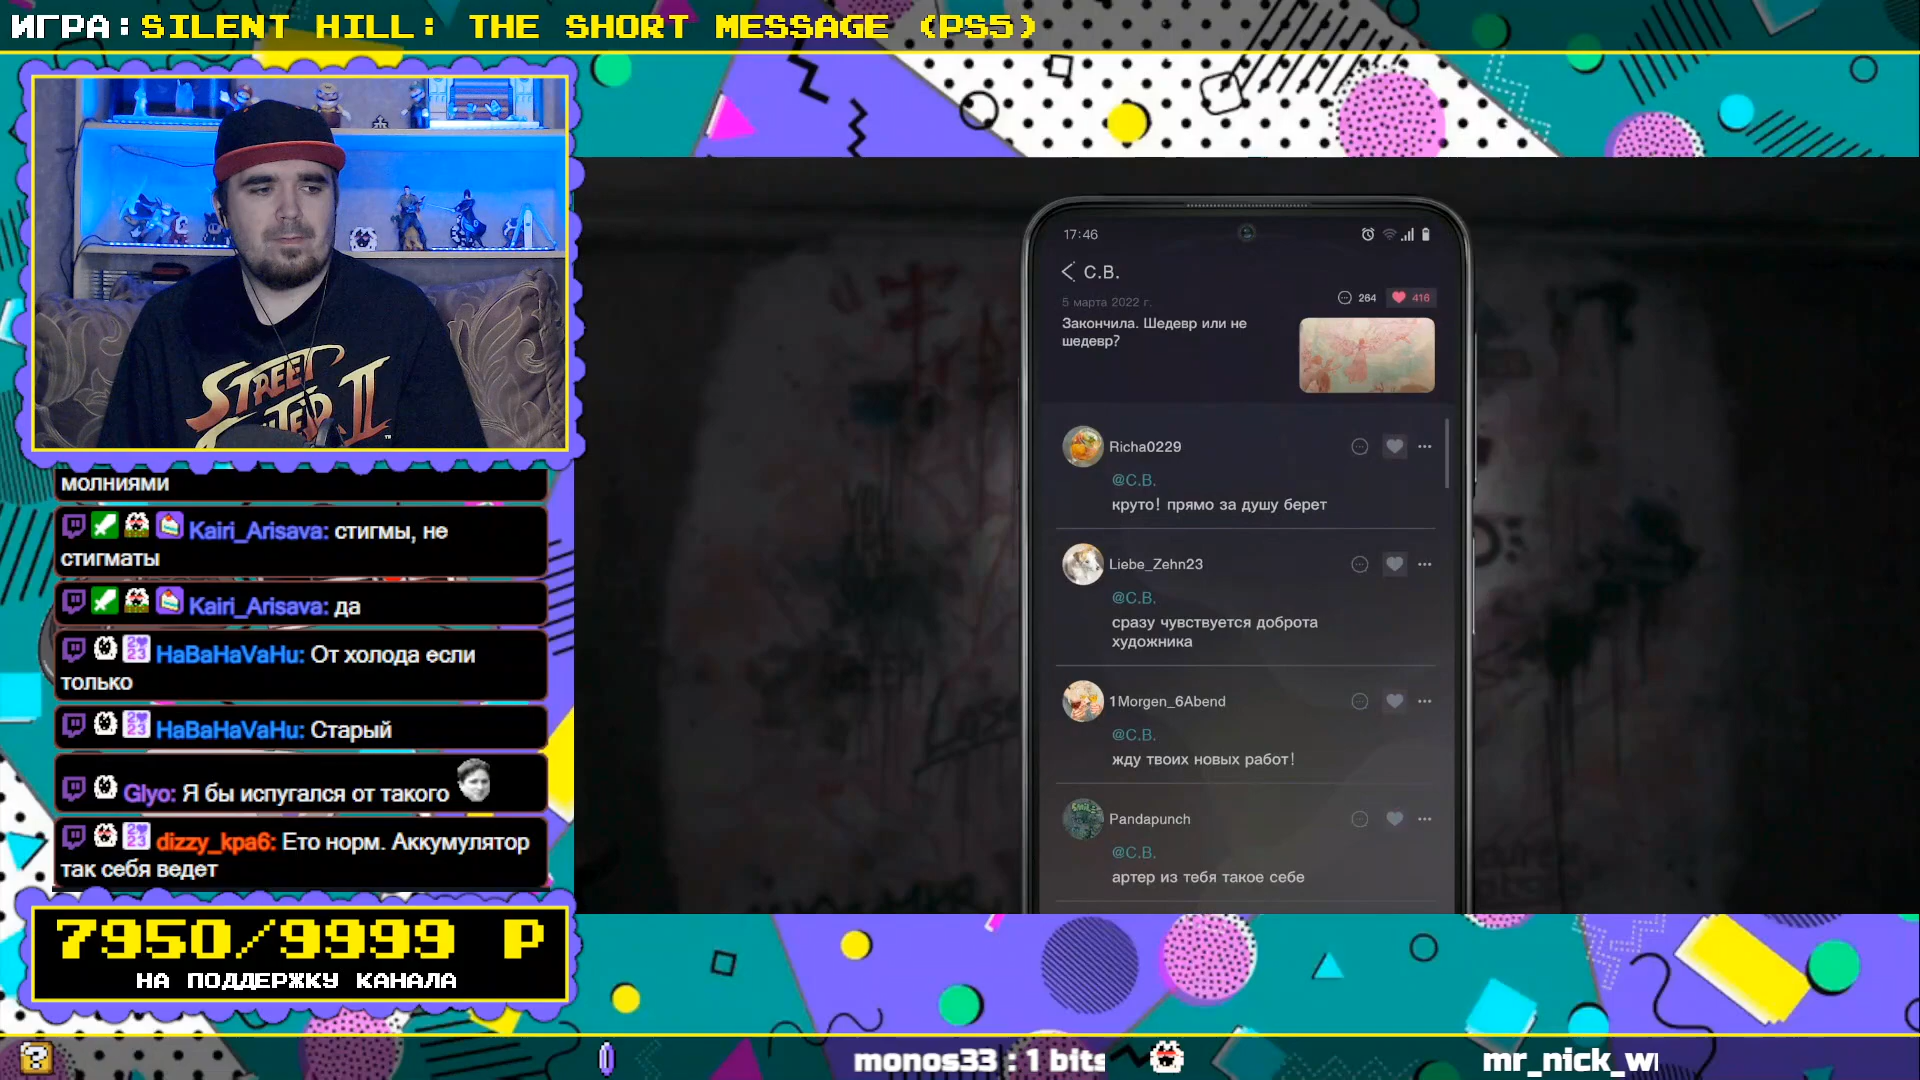 ИГРА:SILENT HILL: THE SHORT MESSAGE (PS5)
STREET
II
молниями
Kairi_Arisava: стигмы, не
стигматы
Kairi_Arisava: да
HaBaHaVaHu: От холода если
только
HaBaHaVaHu: Старый
Glyo: Я бы испугался от такого
dizzy_kpa6: Ето норм. Аккумулятор
так себя ведет
7950/9999 Р
НА ПОДДЕРЖКУ КАНАЛА
17:46
С.В.
5 марта 2022 г.
264
416
Закончила. Шедевр или не
шедевр?
Richa0229
@С.В.
круто! прямо за душу берет
Liebe_Zehn23
@С.В.
сразу чувствуется доброта
художника
1Morgen_6Abend
@С.В.
жду твоих новых работ!
Pandapunch
@С.В.
артер из тебя такое себе
monos33 : 1 bits
mr_nick_w